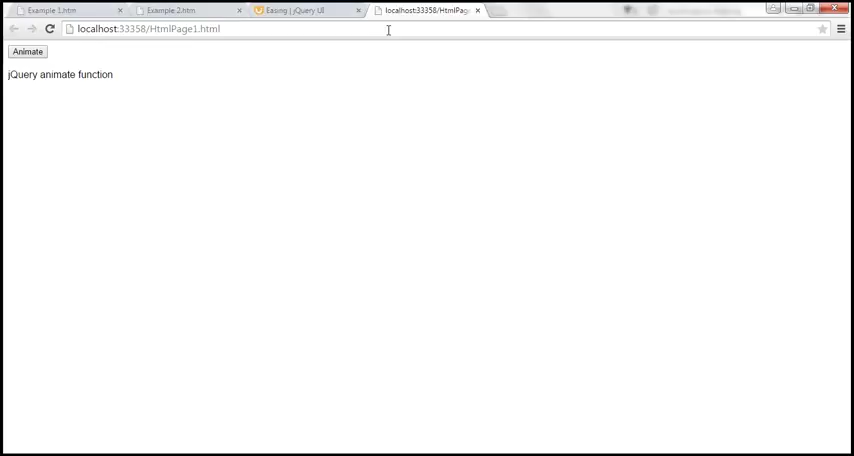 Example 1.htm
Example 2.htm
Easing | jQuery UI
localhost:33358/HtmlPag
localhost:33358/HtmlPage1.html
Animate
jQuery animate function